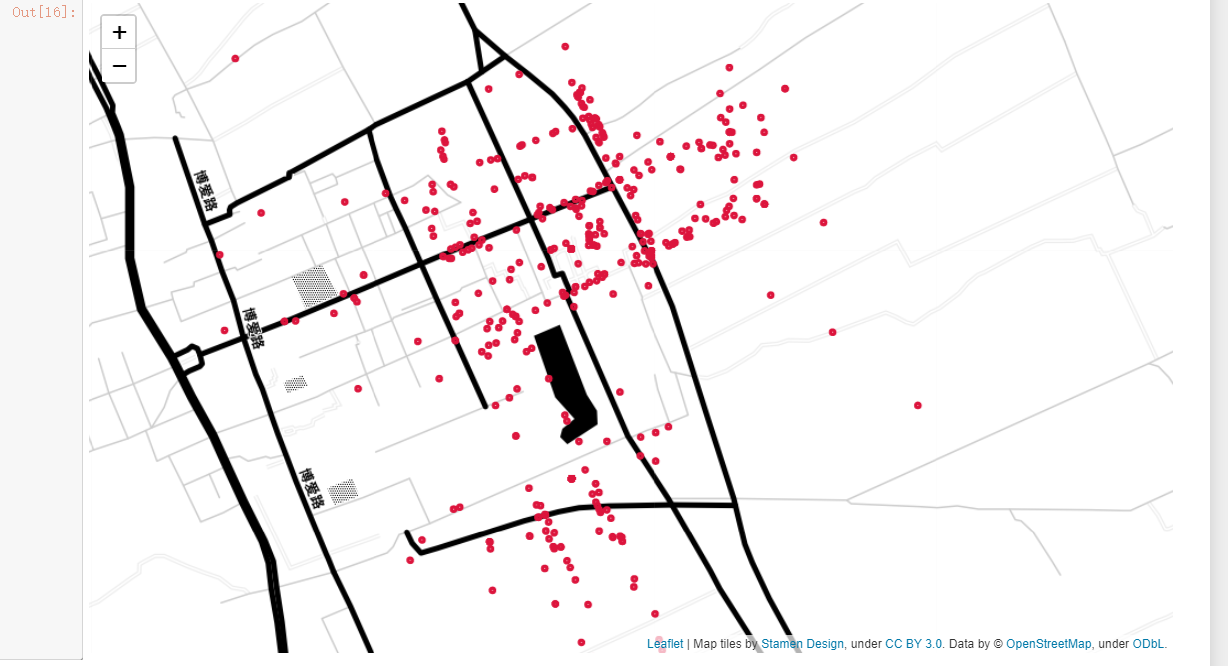 Out[16]:
+
−
博爱路
博爱路
博爱路
Leaflet | Map tiles by Stamen Design, under CC BY 3.0. Data by © OpenStreetMap, under ODbL.